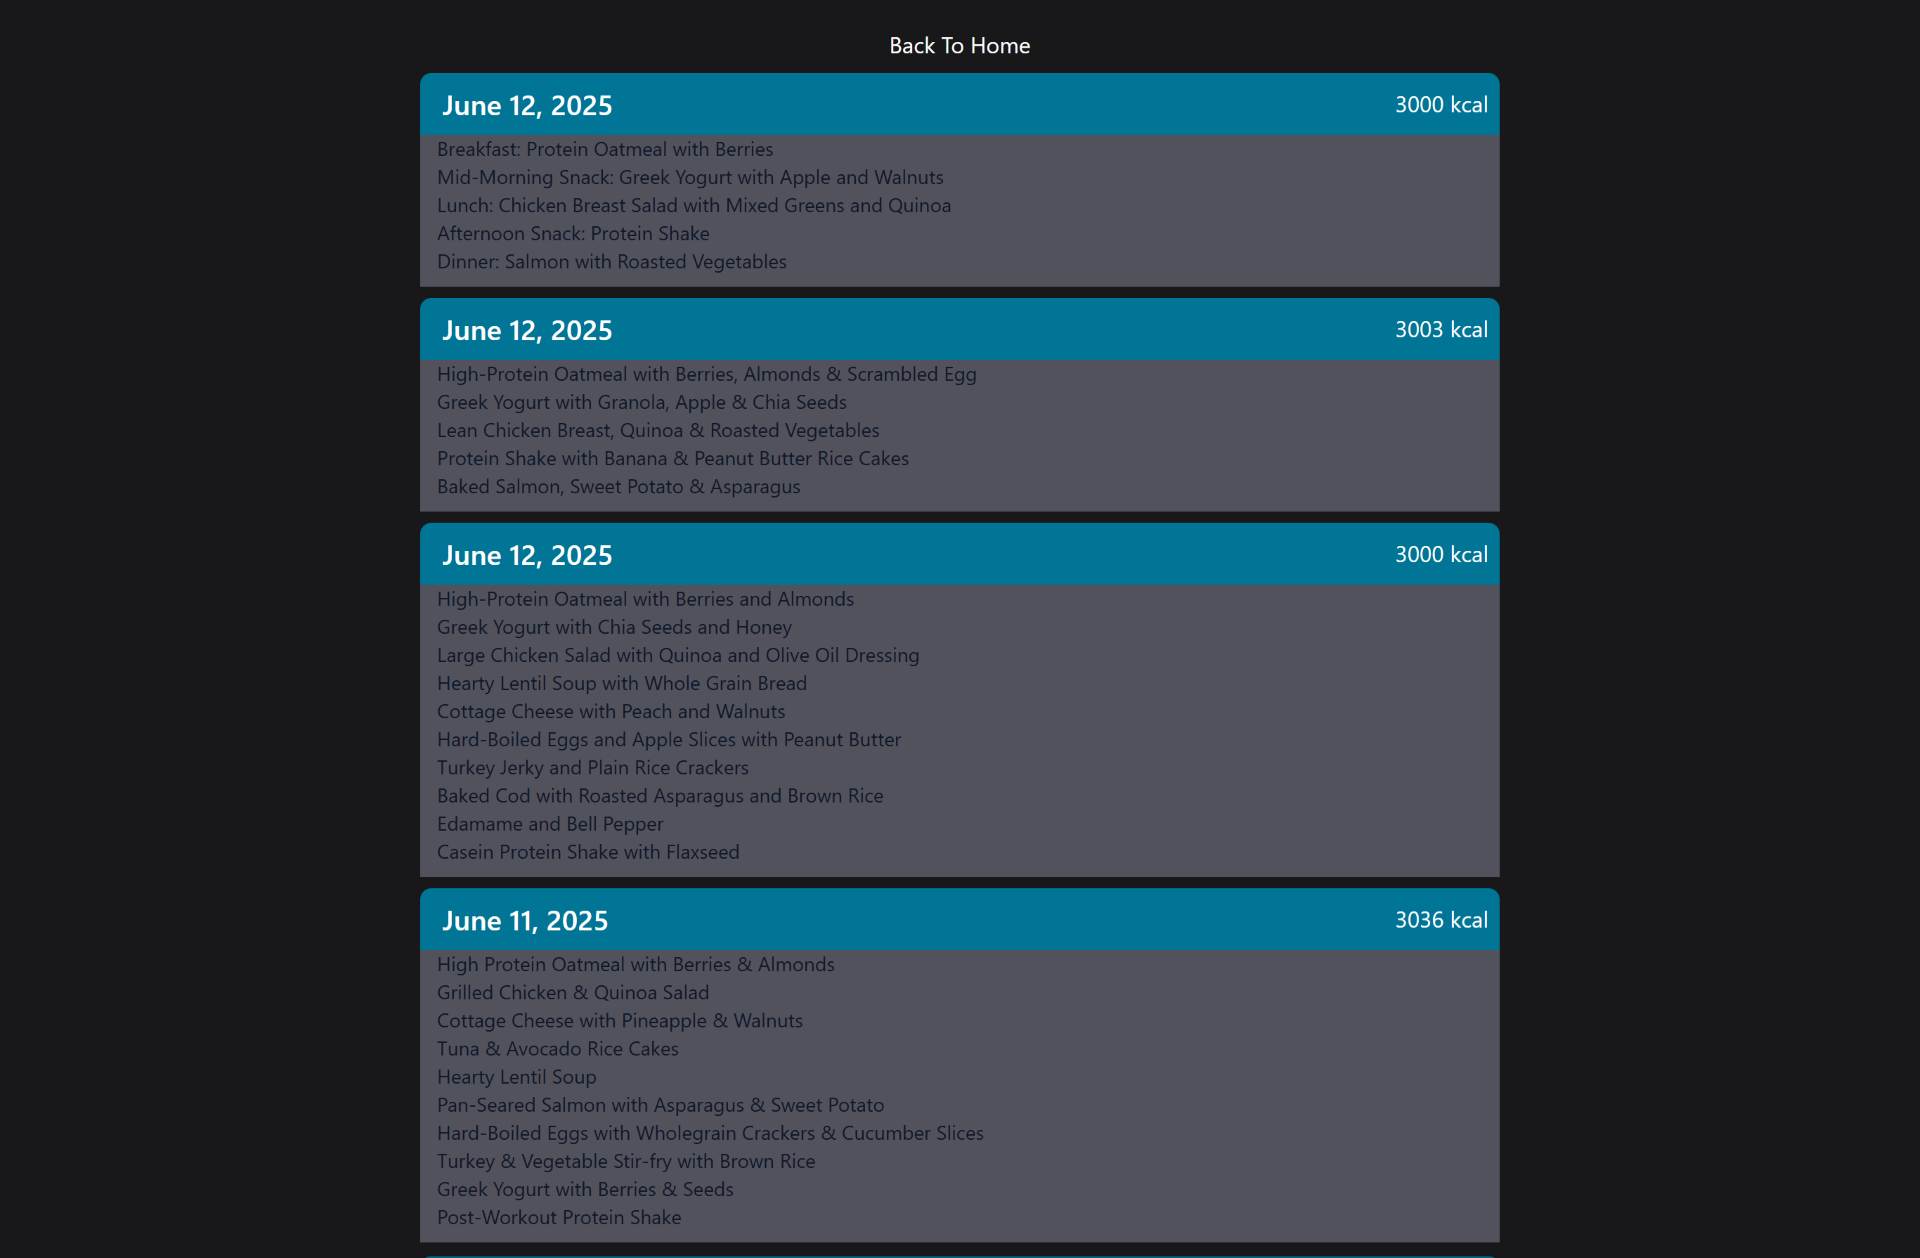 Back To Home
June 12, 2025
3000 kcal
Breakfast: Protein Oatmeal with Berries
Mid-Morning Snack: Greek Yogurt with Apple and Walnuts
Lunch: Chicken Breast Salad with Mixed Greens and Quinoa
Afternoon Snack: Protein Shake
Dinner: Salmon with Roasted Vegetables
June 12, 2025
3003 kcal
High-Protein Oatmeal with Berries, Almonds & Scrambled Egg
Greek Yogurt with Granola, Apple & Chia Seeds
Lean Chicken Breast, Quinoa & Roasted Vegetables
Protein Shake with Banana & Peanut Butter Rice Cakes
Baked Salmon, Sweet Potato & Asparagus
June 12, 2025
3000 kcal
High-Protein Oatmeal with Berries and Almonds
Greek Yogurt with Chia Seeds and Honey
Large Chicken Salad with Quinoa and Olive Oil Dressing
Hearty Lentil Soup with Whole Grain Bread
Cottage Cheese with Peach and Walnuts
Hard-Boiled Eggs and Apple Slices with Peanut Butter
Turkey Jerky and Plain Rice Crackers
Baked Cod with Roasted Asparagus and Brown Rice
Edamame and Bell Pepper
Casein Protein Shake with Flaxseed
June 11, 2025
3036 kcal
High Protein Oatmeal with Berries & Almonds
Grilled Chicken & Quinoa Salad
Cottage Cheese with Pineapple & Walnuts
Tuna & Avocado Rice Cakes
Hearty Lentil Soup
Pan-Seared Salmon with Asparagus & Sweet Potato
Hard-Boiled Eggs with Wholegrain Crackers & Cucumber Slices
Turkey & Vegetable Stir-fry with Brown Rice
Greek Yogurt with Berries & Seeds
Post-Workout Protein Shake